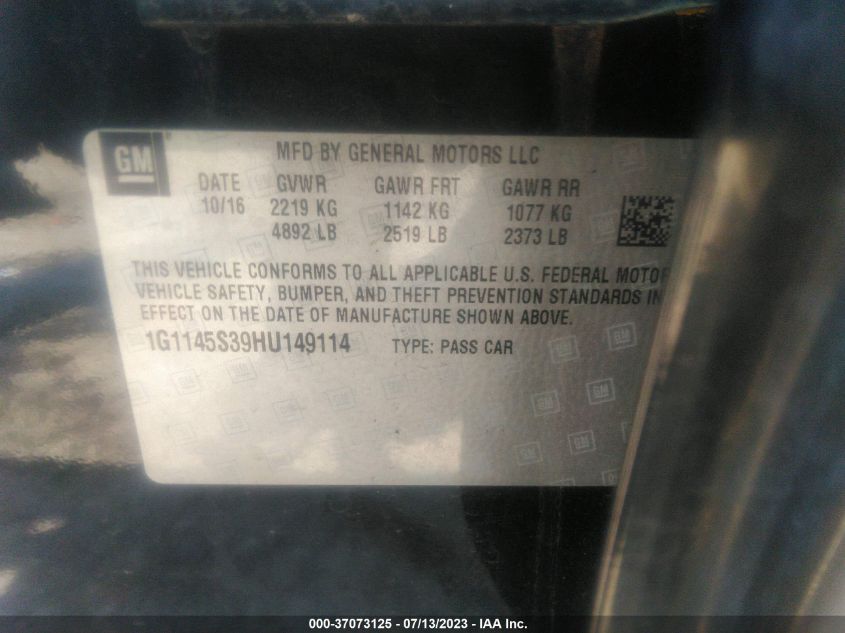 GM
MFD BY GENERAL MOTORS LLC
DATE GVWR GAWR FRT GAWR RR
10/16 2219 KG 1142 KG 1077 KG
4892 LB 2519 LB 2373 LB
THIS VEHICLE CONFORMS TO ALL APPLICABLE U.S. FEDERAL MOTOR
VEHICLE SAFETY, BUMPER, AND THEFT PREVENTION STANDARDS IN
EFFECT ON THE DATE OF MANUFACTURE SHOWN ABOVE.
1G1145S39HU149114 TYPE: PASS CAR
000-37073125 - 07/13/2023 - IAA Inc.